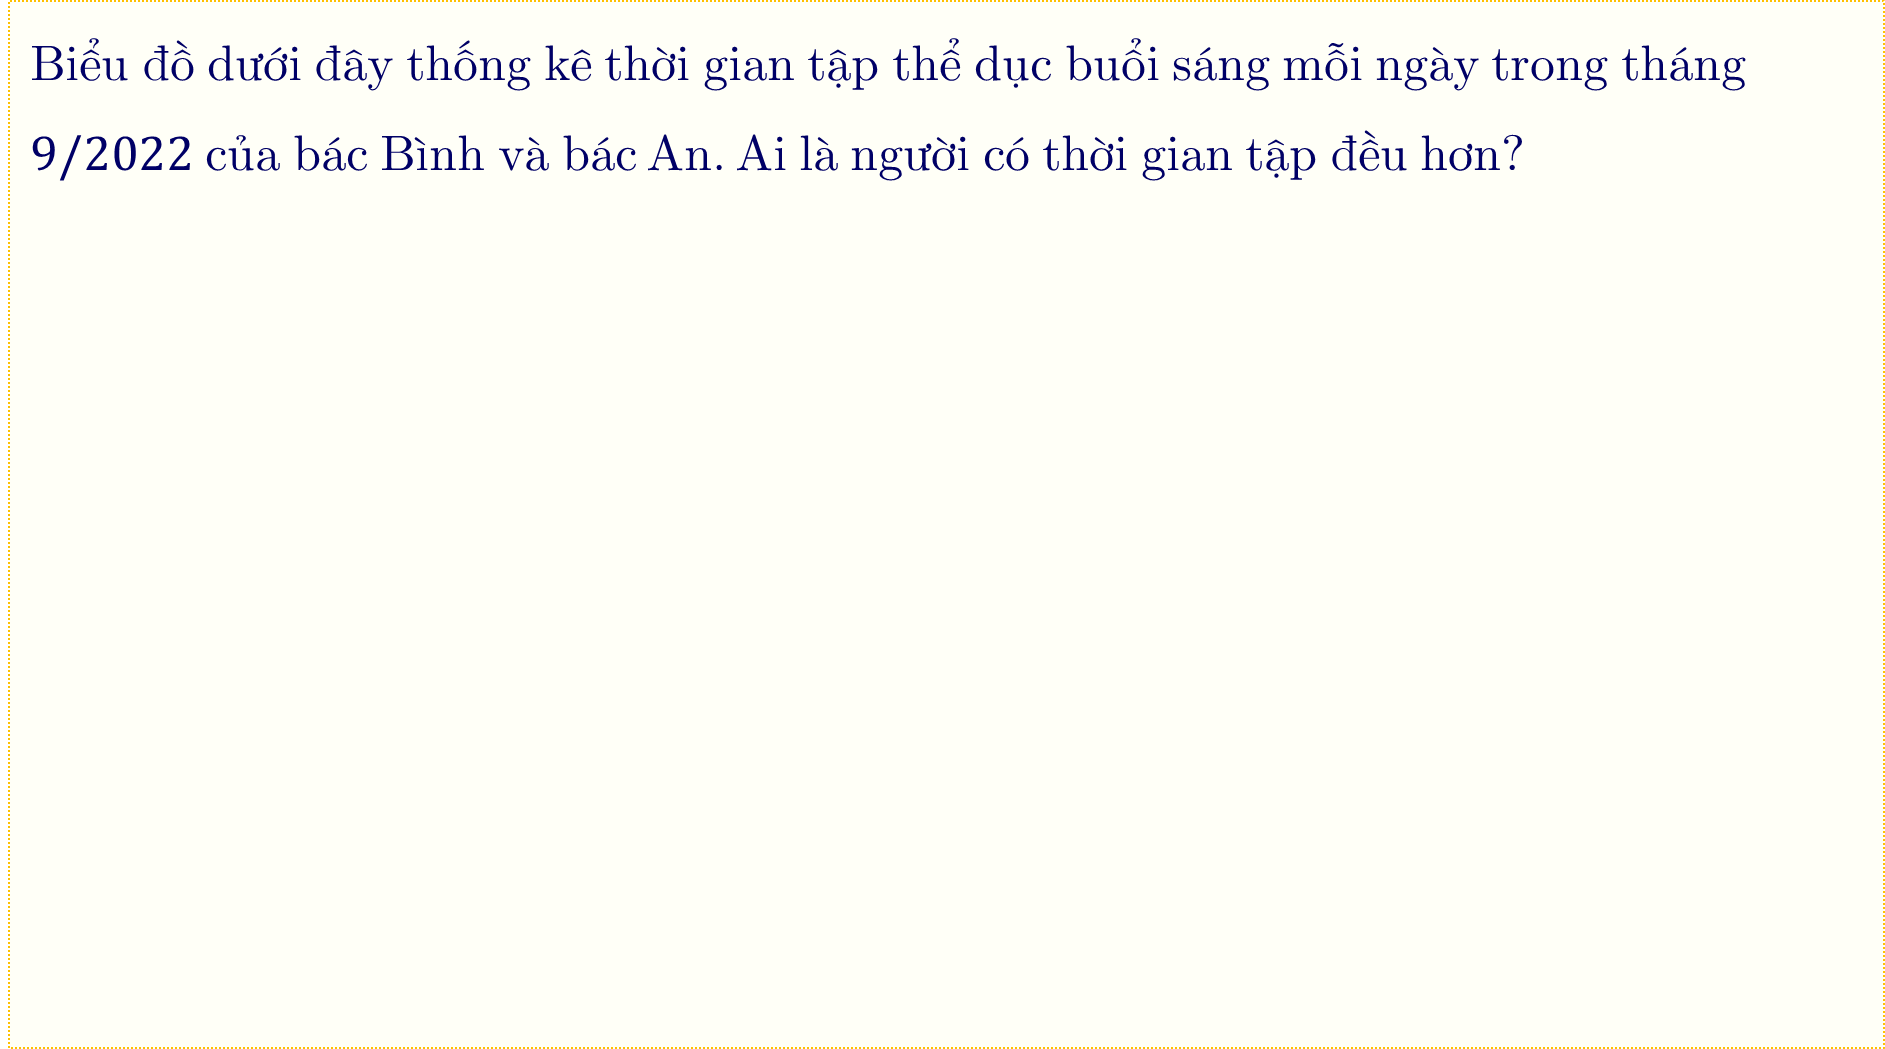 Biểu đồ dưới đây thống kê thời gian tập thể dục buổi sáng mỗi ngày trong tháng
9/2022 của bác Bình và bác An. Ai là người có thời gian tập đều hơn?